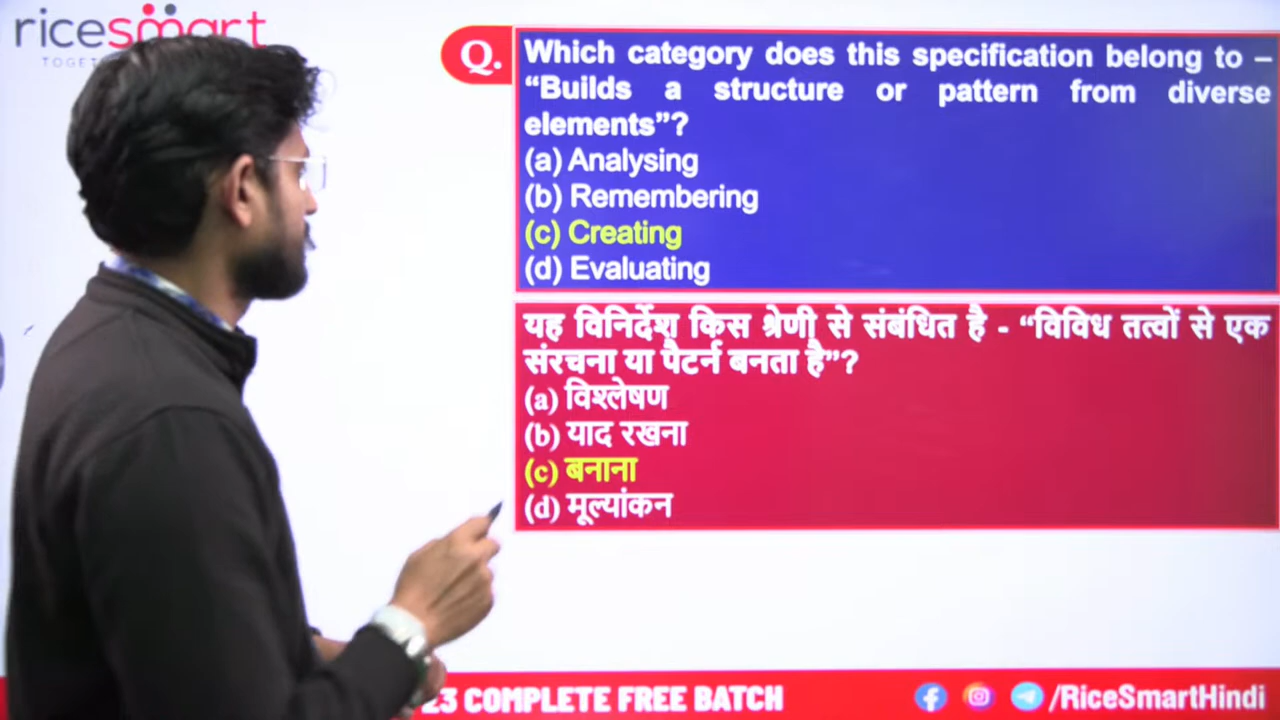 ricesmart
Q.
Which category does this specification belong to –
“Builds a structure or pattern from diverse
elements”?
(a) Analysing
(b) Remembering
(c) Creating
(d) Evaluating
यह विनिर्देश किस श्रेणी से संबंधित है - “विविध तत्वों से एक
संरचना या पैटर्न बनता है”?
(a) विश्लेषण
(b) याद रखना
(c) बनाना
(d) मूल्यांकन
23 COMPLETE FREE BATCH
/RiceSmartHindi